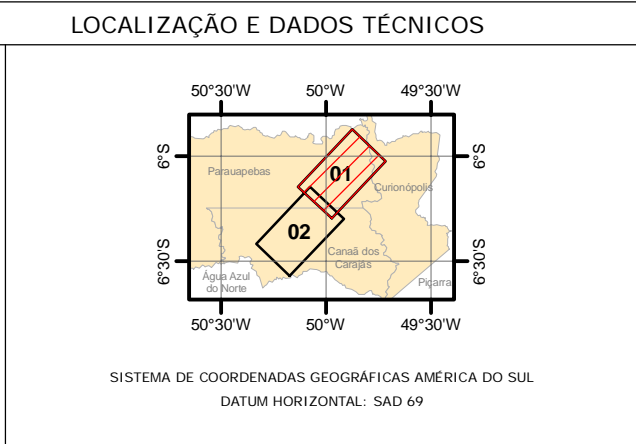 LOCALIZAÇÃO E DADOS TÉCNICOS
50°30'W 50°W 49°30'W
6°S 6°S
Parauapebas
01
Curionópolis
02
Canaã dos
Carajás
6°30'S 6°30'S
Água Azul
do Norte
Piçarra
50°30'W 50°W 49°30'W
SISTEMA DE COORDENADAS GEOGRÁFICAS AMÉRICA DO SUL
DATUM HORIZONTAL: SAD 69